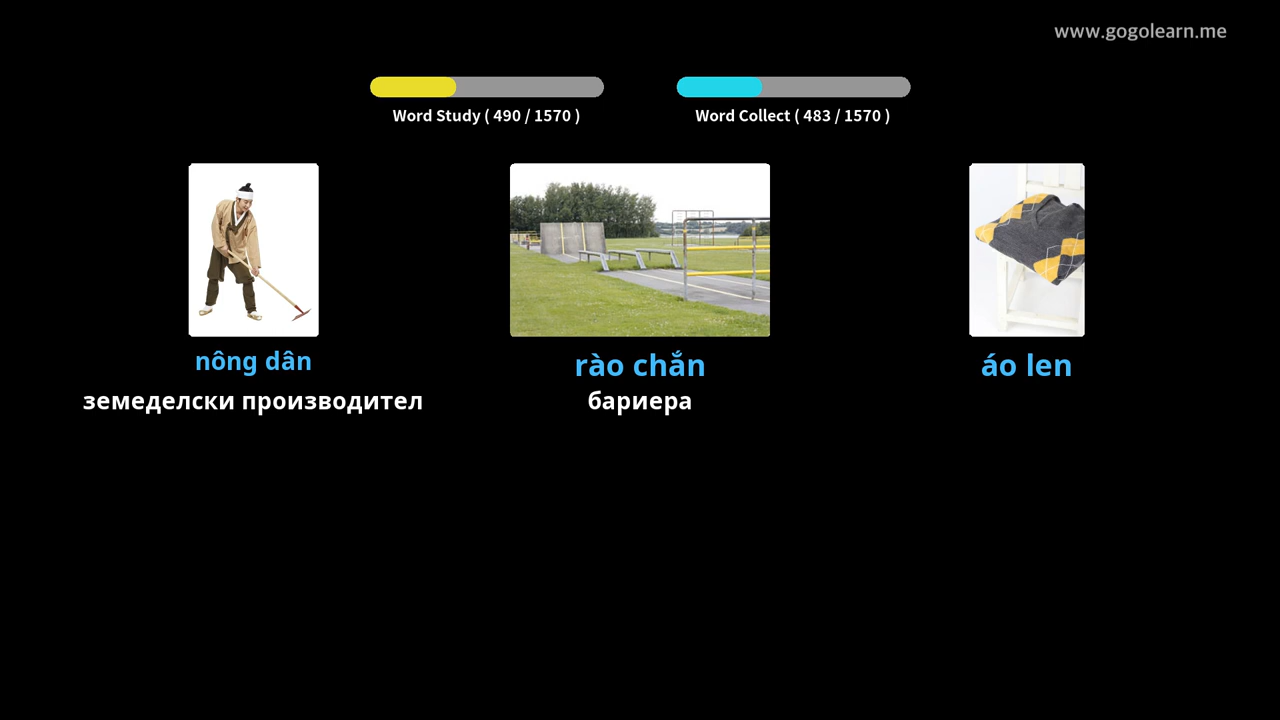 www.gogolearn.me
Word Study ( 490 / 1570 )
Word Collect ( 483 / 1570 )
nông dân
земеделски производител
rào chắn
бариера
áo len